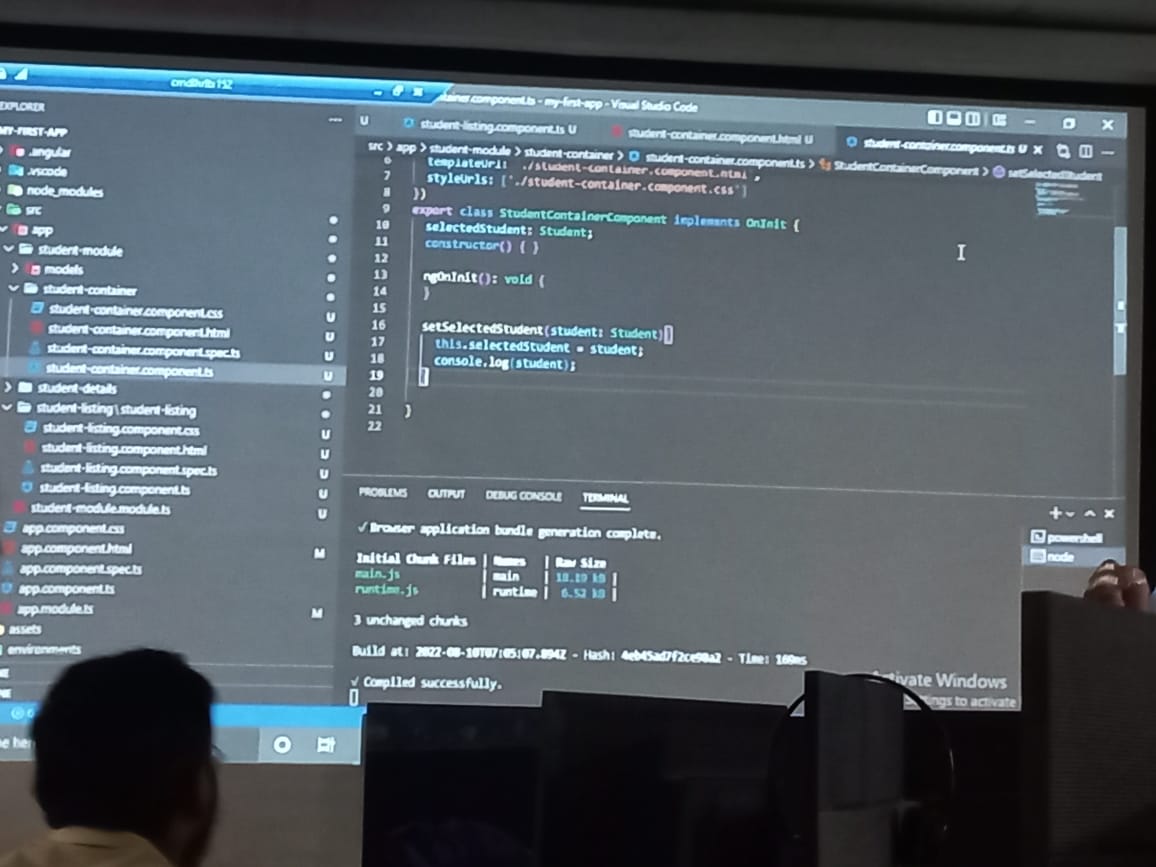 cmdlvlts152
tainer.component.ts - my-first-app - Visual Studio Code
EXPLORER
U
student-listing.component.ts U
student-container.component.html U
student-container.component.ts U
src > app > student-module > student-container > student-container.component.ts > StudentContainerComponent > setSelectedStudent
MY-FIRST-APP
.angular
.vscode
node_modules
src
app
student-module
models
student-container
student-container.component.css U
student-container.component.html U
student-container.component.spec.ts U
student-container.component.ts U
student-details
student-listing \ student-listing
student-listing.component.css U
student-listing.component.html U
student-listing.component.spec.ts U
student-listing.component.ts U
student-module.module.ts U
app.component.css
app.component.html M
app.component.spec.ts
app.component.ts
app.module.ts M
assets
environments
6 templateUrl: './student-container.component.html',
7 styleUrls: ['./student-container.component.css']
8 })
9 export class StudentContainerComponent implements OnInit {
10 selectedStudent: Student;
11 constructor() { }
12
13 ngOnInit(): void {
14 }
15
16 setSelectedStudent(student: Student){
17 this.selectedStudent = student;
18 console.log(student);
19 }
20
21 }
22
PROBLEMS OUTPUT DEBUG CONSOLE TERMINAL
powershell
node
√ Browser application bundle generation complete.
Initial Chunk Files | Names | Raw Size
main.js | main | 18.19 kB |
runtime.js | runtime | 6.52 kB |
3 unchanged chunks
Build at: 2022-08-10T07:05:07.894Z - Hash: 4eb45ad7f2ce98a2 - Time: 169ms
√ Compiled successfully.
ivate Windows
ings to activate
e her